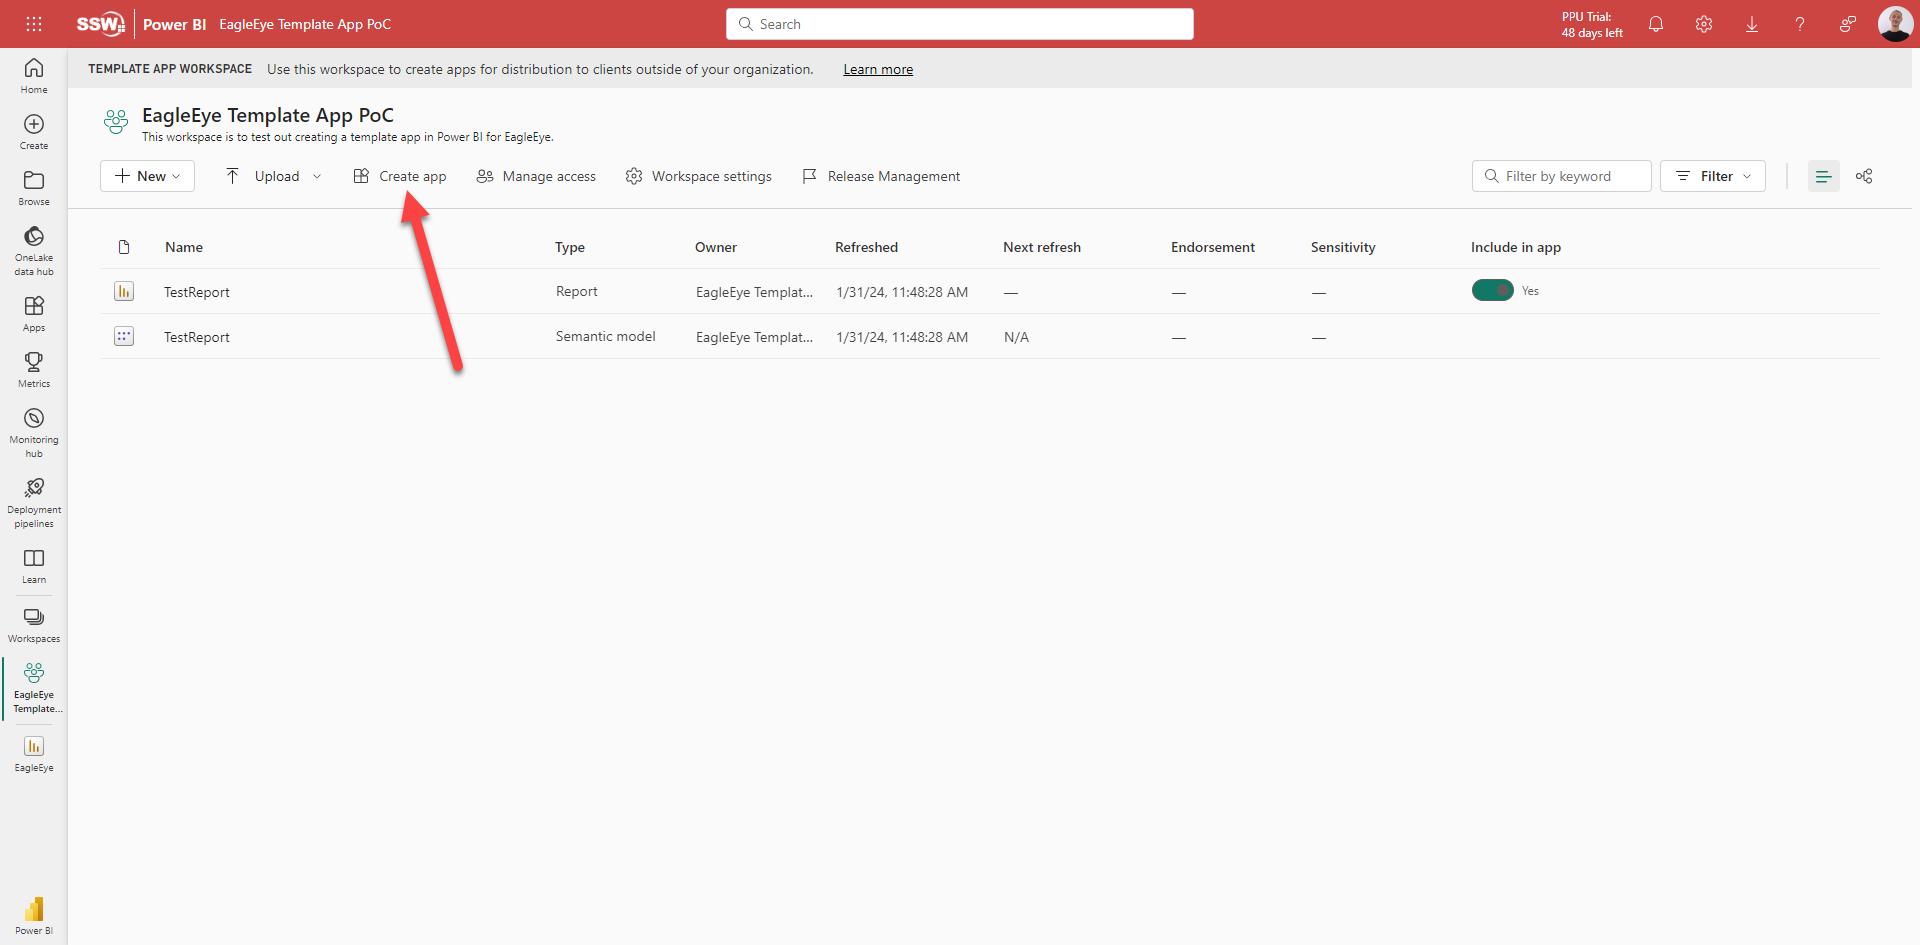 SSW
Power BI
EagleEye Template App PoC
Search
PPU Trial:
48 days left
TEMPLATE APP WORKSPACE
Use this workspace to create apps for distribution to clients outside of your organization.
Learn more
Home
Create
Browse
OneLake
data hub
Apps
Metrics
Monitoring
hub
Deployment
pipelines
Learn
Workspaces
EagleEye
Template...
EagleEye
Power BI
EagleEye Template App PoC
This workspace is to test out creating a template app in Power BI for EagleEye.
New
Upload
Create app
Manage access
Workspace settings
Release Management
Filter by keyword
Filter
Name Type Owner Refreshed Next refresh Endorsement Sensitivity Include in app
TestReport Report EagleEye Templat... 1/31/24, 11:48:28 AM — — — Yes
TestReport Semantic model EagleEye Templat... 1/31/24, 11:48:28 AM N/A — —